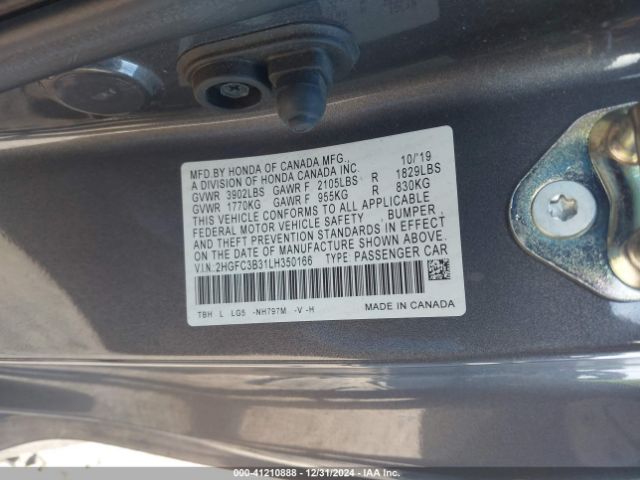 MFD.BY HONDA OF CANADA MFG., 10/'19
A DIVISION OF HONDA CANADA INC.
GVWR 3902LBS GAWR F 2105LBS R 1829LBS
GVWR 1770KG GAWR F 955KG R 830KG
THIS VEHICLE CONFORMS TO ALL APPLICABLE
FEDERAL MOTOR VEHICLE SAFETY , BUMPER ,
AND THEFT PREVENTION STANDARDS IN EFFECT
ON THE DATE OF MANUFACTURE SHOWN ABOVE.
V.I.N.:2HGFC3B31LH350166 TYPE: PASSENGER CAR
TBH L LG5 -NH797M -V -H MADE IN CANADA
000-41210888 - 12/31/2024 - IAA Inc.